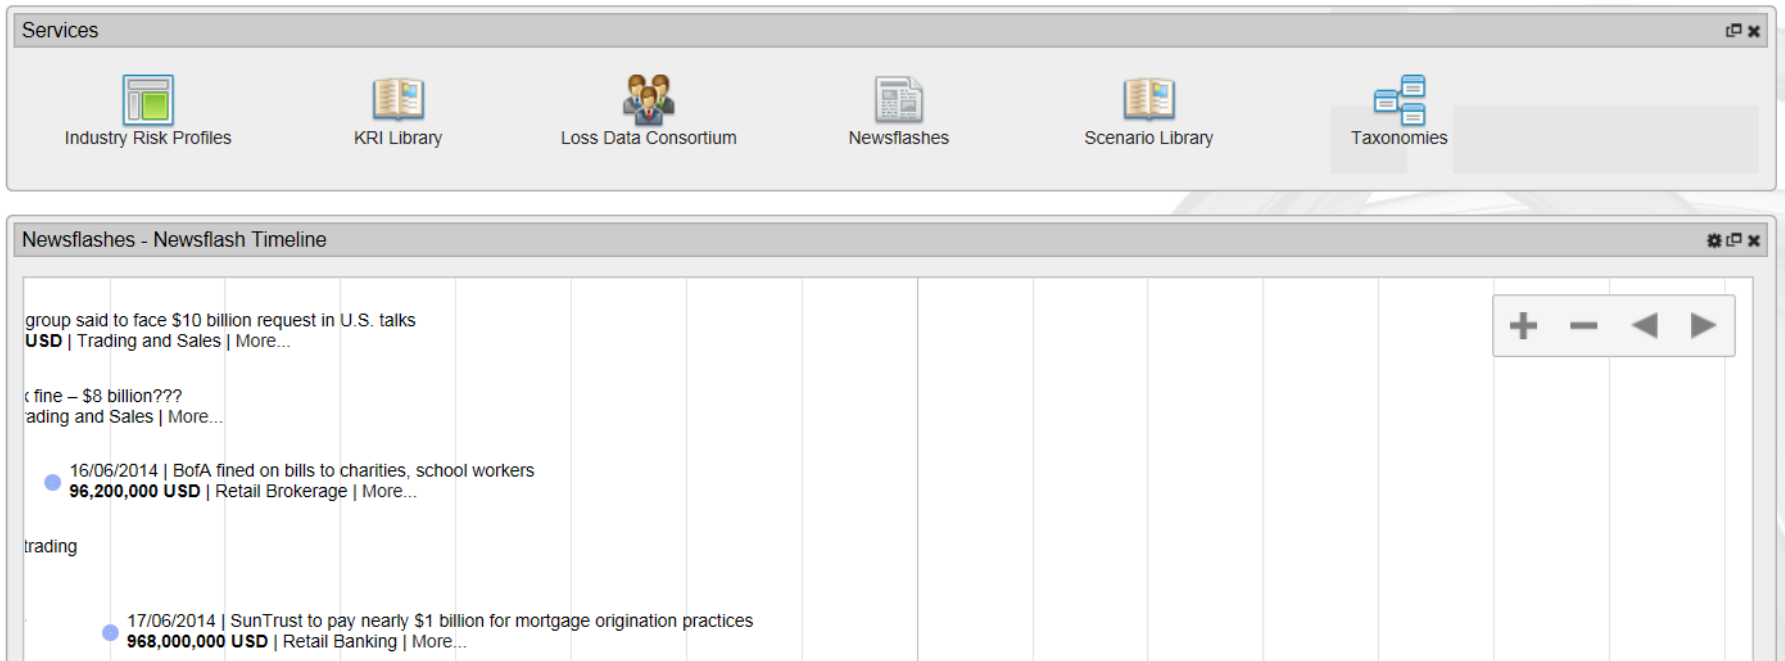 Services
Industry Risk Profiles
KRI Library
Loss Data Consortium
Newsflashes
Scenario Library
Taxonomies
Newsflashes - Newsflash Timeline
group said to face $10 billion request in U.S. talks
USD | Trading and Sales | More...
fine – $8 billion???
ading and Sales | More...
16/06/2014 | BofA fined on bills to charities, school workers
96,200,000 USD | Retail Brokerage | More...
trading
17/06/2014 | SunTrust to pay nearly $1 billion for mortgage origination practices
968,000,000 USD | Retail Banking | More...